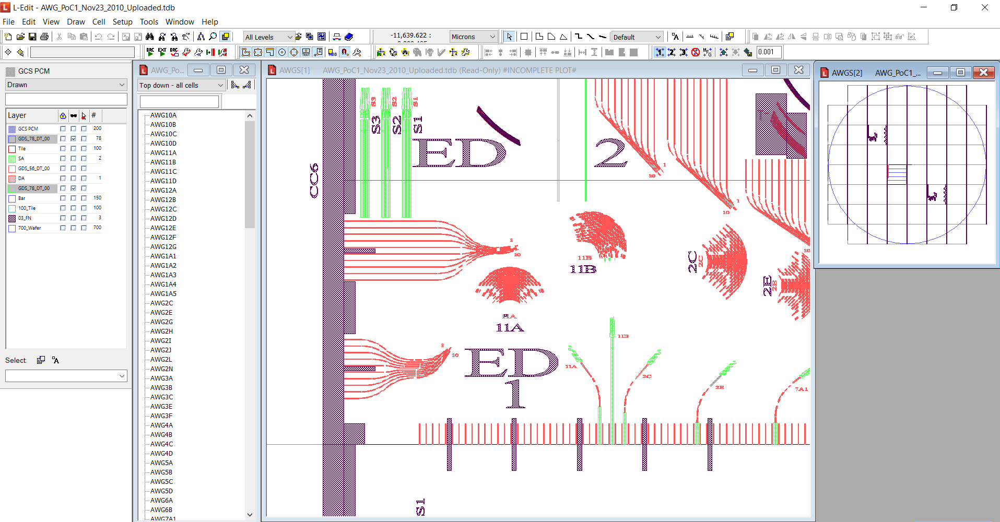 L-Edit - AWG_PoC1_Nov23_2010_Uploaded.tdb
File Edit View Draw Cell Setup Tools Window Help
All Levels
-11,639.622 :
Microns
Default
0.001
GCS PCM
Drawn
Layer #
GCS PCM 200
GDS_78_DT_00 78
Tile 100
SA 2
GDS_56_DT_00
DA 1
GDS_78_DT_00
Bar 150
100_Tile 100
03_FN 3
700_Wafer 700
Select:
AWG_Po...
Top down - all cells
AWG10A
AWG10B
AWG10C
AWG10D
AWG11A
AWG11B
AWG11C
AWG11D
AWG12A
AWG12B
AWG12C
AWG12D
AWG12E
AWG12F
AWG12G
AWG1A1
AWG1A2
AWG1A3
AWG1A4
AWG1A5
AWG2C
AWG2E
AWG2G
AWG2H
AWG2I
AWG2J
AWG2L
AWG2N
AWG3A
AWG3B
AWG3C
AWG3E
AWG3F
AWG4A
AWG4B
AWG4C
AWG4D
AWG5A
AWG5B
AWG5C
AWG5D
AWG6A
AWG6B
AWG7A1
AWGS[1] AWG_PoC1_Nov23_2010_Uploaded.tdb (Read-Only) #INCOMPLETE PLOT#
S3 S2 S1
S3 S2 S1
ED 2
CC6
1
10
1
10
10
1
10
11B
11B
2C
2C
2E
2B
11A
11A
1
10
ED
1
11B
11A
2C
2E
7A1
S1
AWGS[2] AWG_PoC1_...